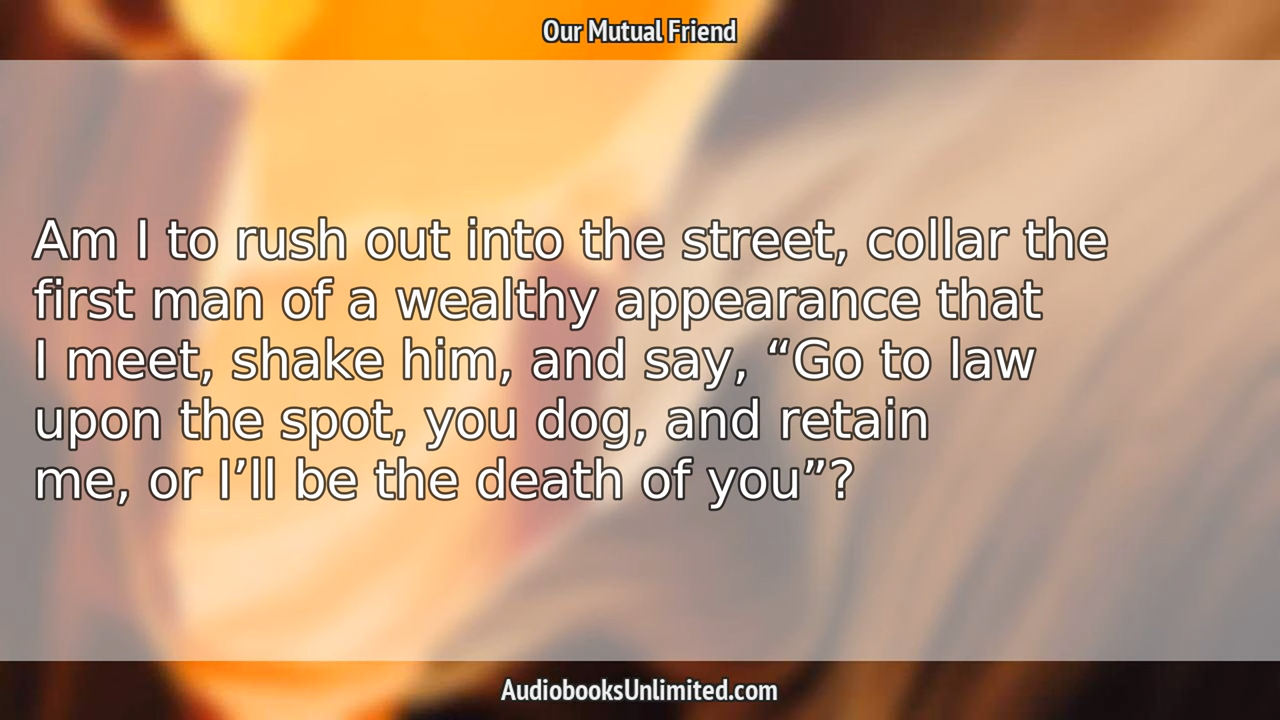 Our Mutual Friend
Am I to rush out into the street, collar the
first man of a wealthy appearance that
I meet, shake him, and say, “Go to law
upon the spot, you dog, and retain
me, or I’ll be the death of you”?
AudiobooksUnlimited.com